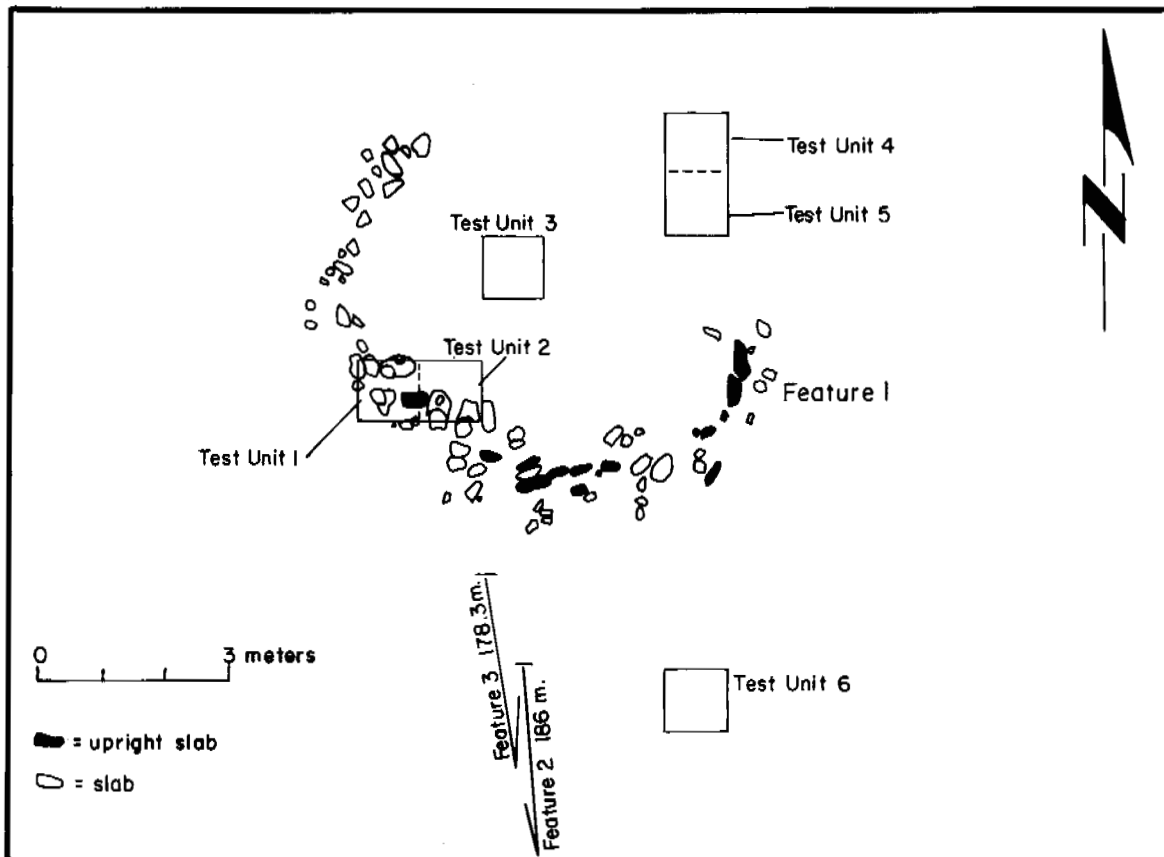 Test Unit 4
Test Unit 5
Test Unit 3
N
Test Unit 2
Feature 1
Test Unit 1
0 3 meters
Feature 3 178.3m.
Feature 2 186 m.
Test Unit 6
= upright slab
= slab